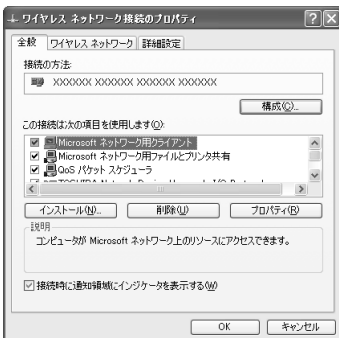 ワイヤレス ネットワーク接続のプロパティ
全般 ワイヤレス ネットワーク 詳細設定
接続の方法:
XXXXXX XXXXXX XXXXXX XXXXXX
構成(C)...
この接続は次の項目を使用します(O):
Microsoft ネットワーク用クライアント
Microsoft ネットワーク用ファイルとプリンタ共有
QoS パケット スケジューラ
インストール(N)... 削除(U) プロパティ(R)
説明
コンピュータが Microsoft ネットワーク上のリソースにアクセスできます。
接続時に通知領域にインジケータを表示する(W)
OK キャンセル